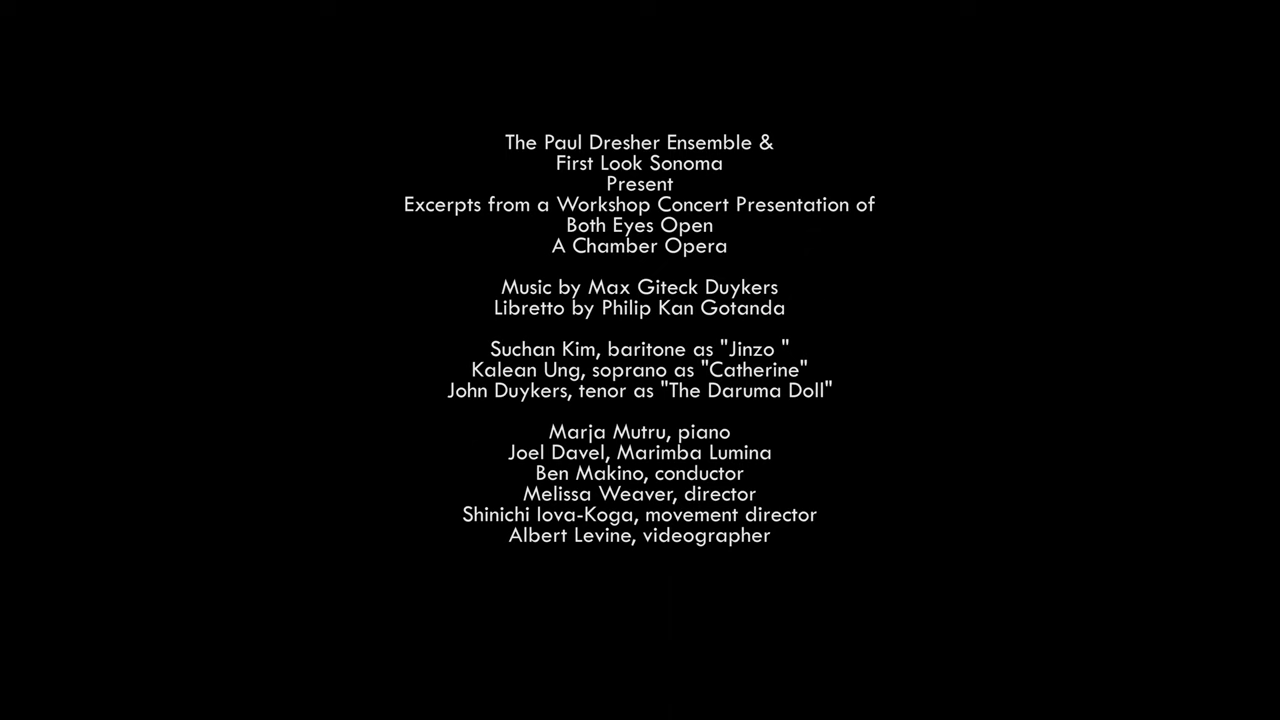 The Paul Dresher Ensemble &
First Look Sonoma
Present
Excerpts from a Workshop Concert Presentation of
Both Eyes Open
A Chamber Opera
Music by Max Giteck Duykers
Libretto by Philip Kan Gotanda
Suchan Kim, baritone as "Jinzo "
Kalean Ung, soprano as "Catherine"
John Duykers, tenor as "The Daruma Doll"
Marja Mutru, piano
Joel Davel, Marimba Lumina
Ben Makino, conductor
Melissa Weaver, director
Shinichi Iova-Koga, movement director
Albert Levine, videographer